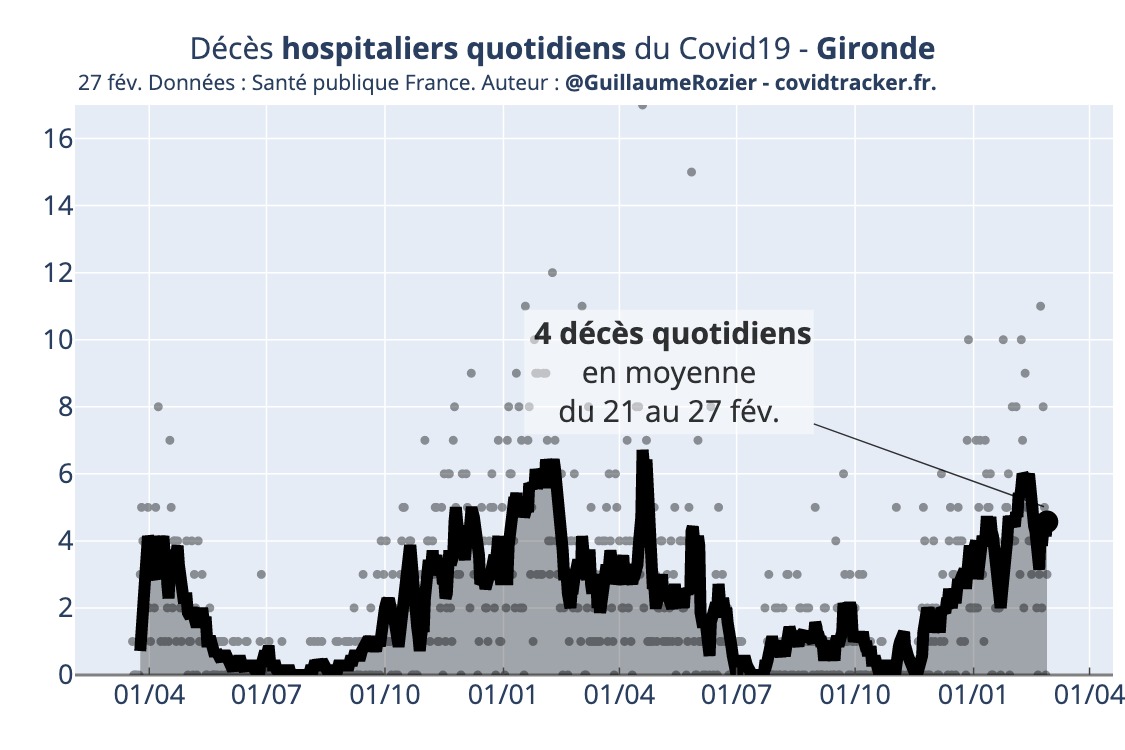 Décès hospitaliers quotidiens du Covid19 - Gironde
27 fév. Données : Santé publique France. Auteur : @GuillaumeRozier - covidtracker.fr.
16
14
12
10
8
6
4
2
0
4 décès quotidiens
en moyenne
du 21 au 27 fév.
01/04 01/07 01/10 01/01 01/04 01/07 01/10 01/01 01/04